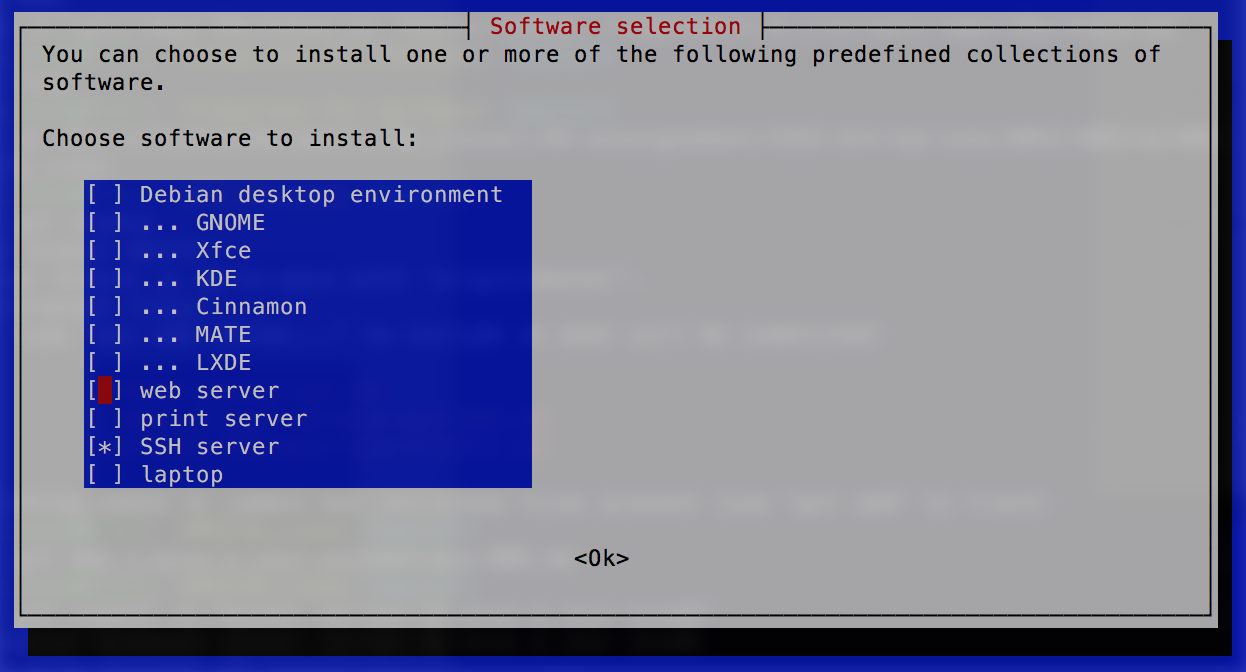 Software selection
You can choose to install one or more of the following predefined collections of
software.
Choose software to install:
[ ] Debian desktop environment
[ ] ... GNOME
[ ] ... Xfce
[ ] ... KDE
[ ] ... Cinnamon
[ ] ... MATE
[ ] ... LXDE
[ ] web server
[ ] print server
[*] SSH server
[ ] laptop
<Ok>